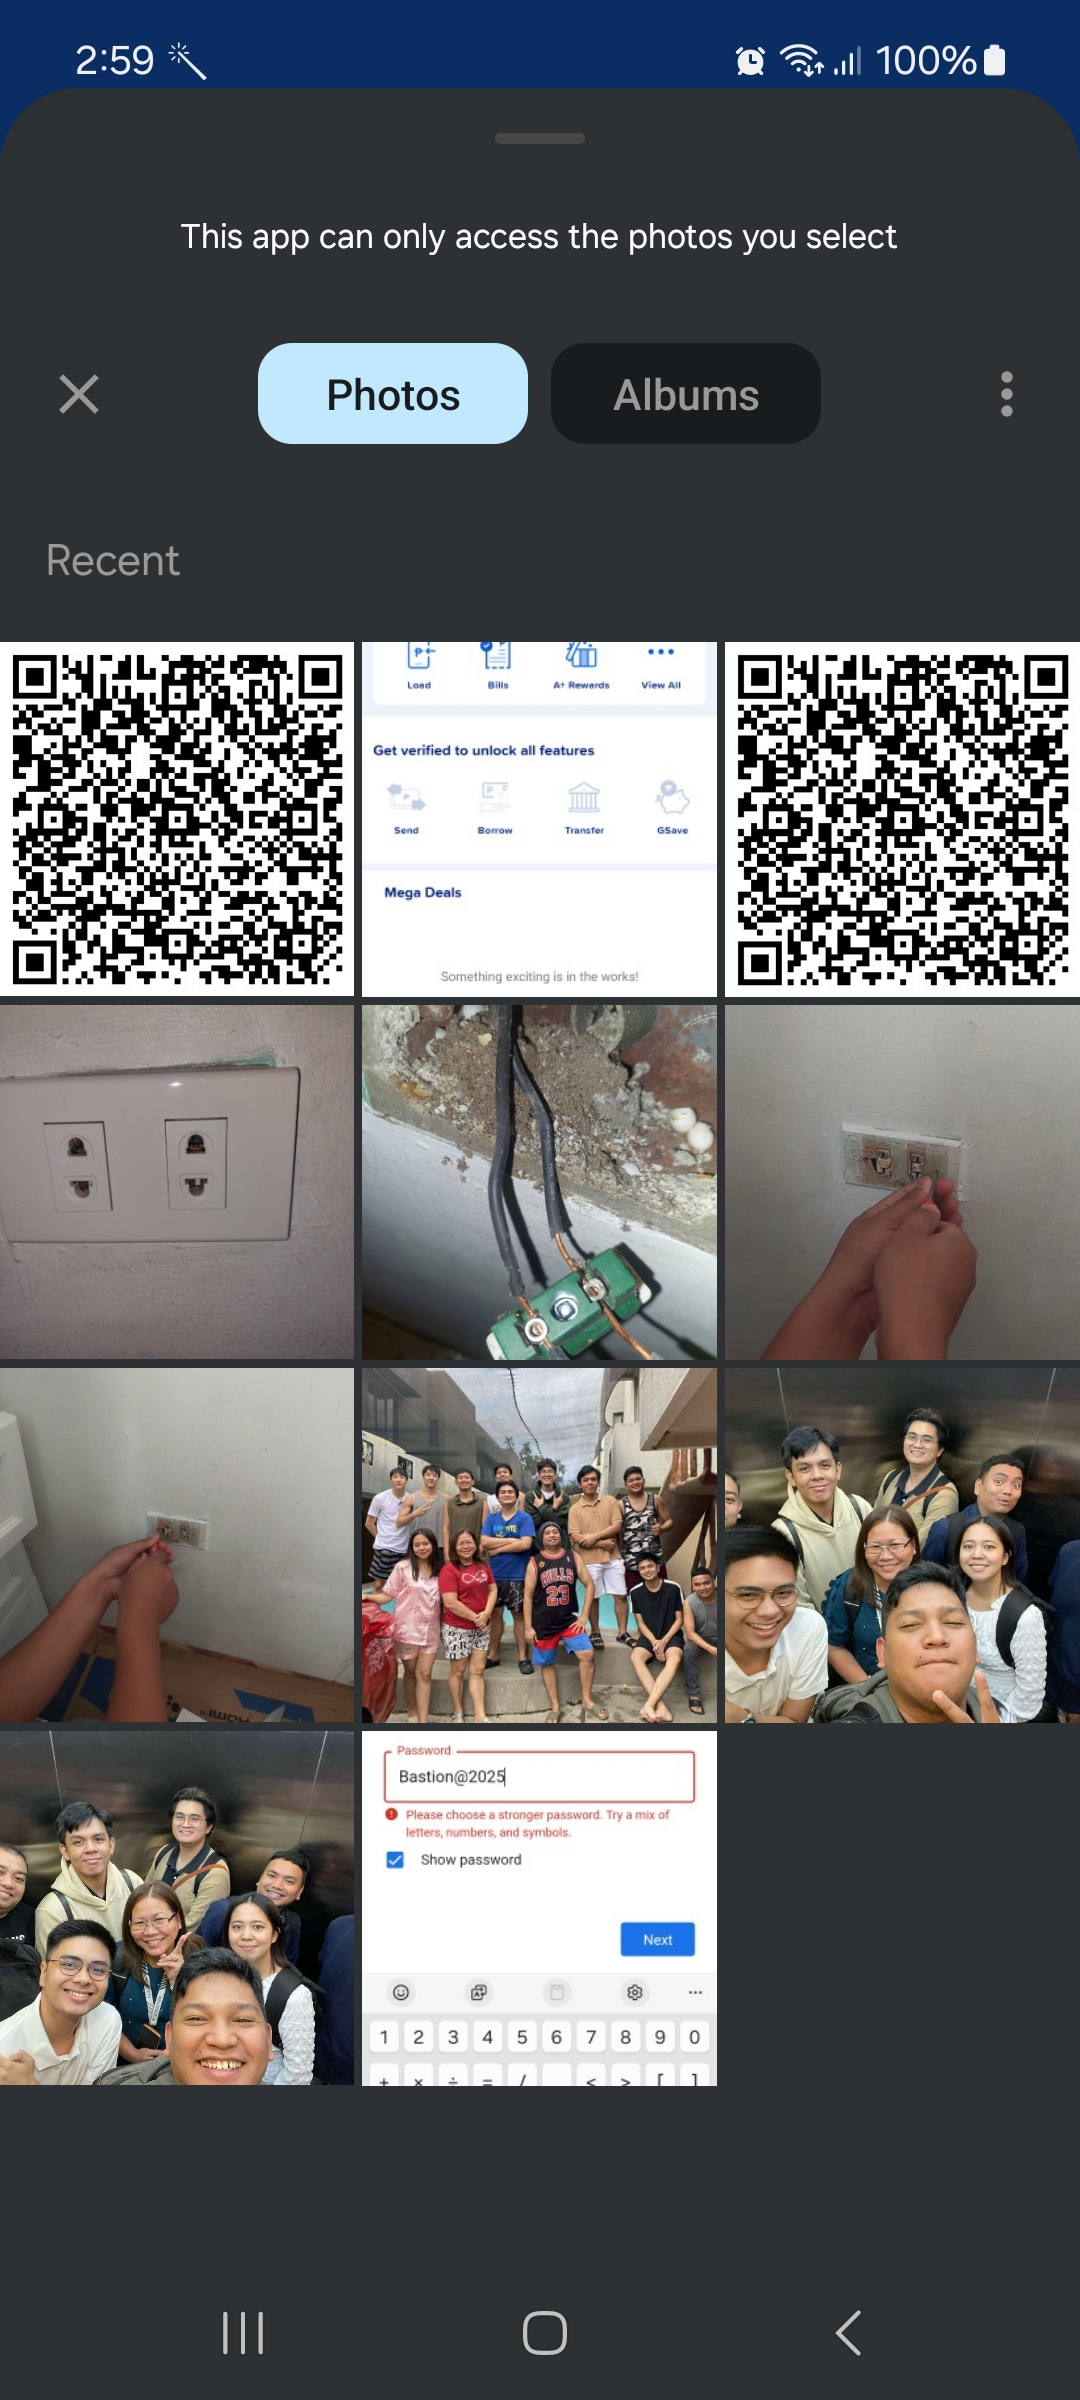 2:59
100%
This app can only access the photos you select
Photos
Albums
Recent
Load
Bills
A+ Rewards
View All
Get verified to unlock all features
Send
Borrow
Transfer
GSave
Mega Deals
Something exciting is in the works!
BULLS
23
Password
Bastion@2025
Please choose a stronger password. Try a mix of
letters, numbers, and symbols.
Show password
Next
1 2 3 4 5 6 7 8 9 0
+ × ÷ = / < > [ ]